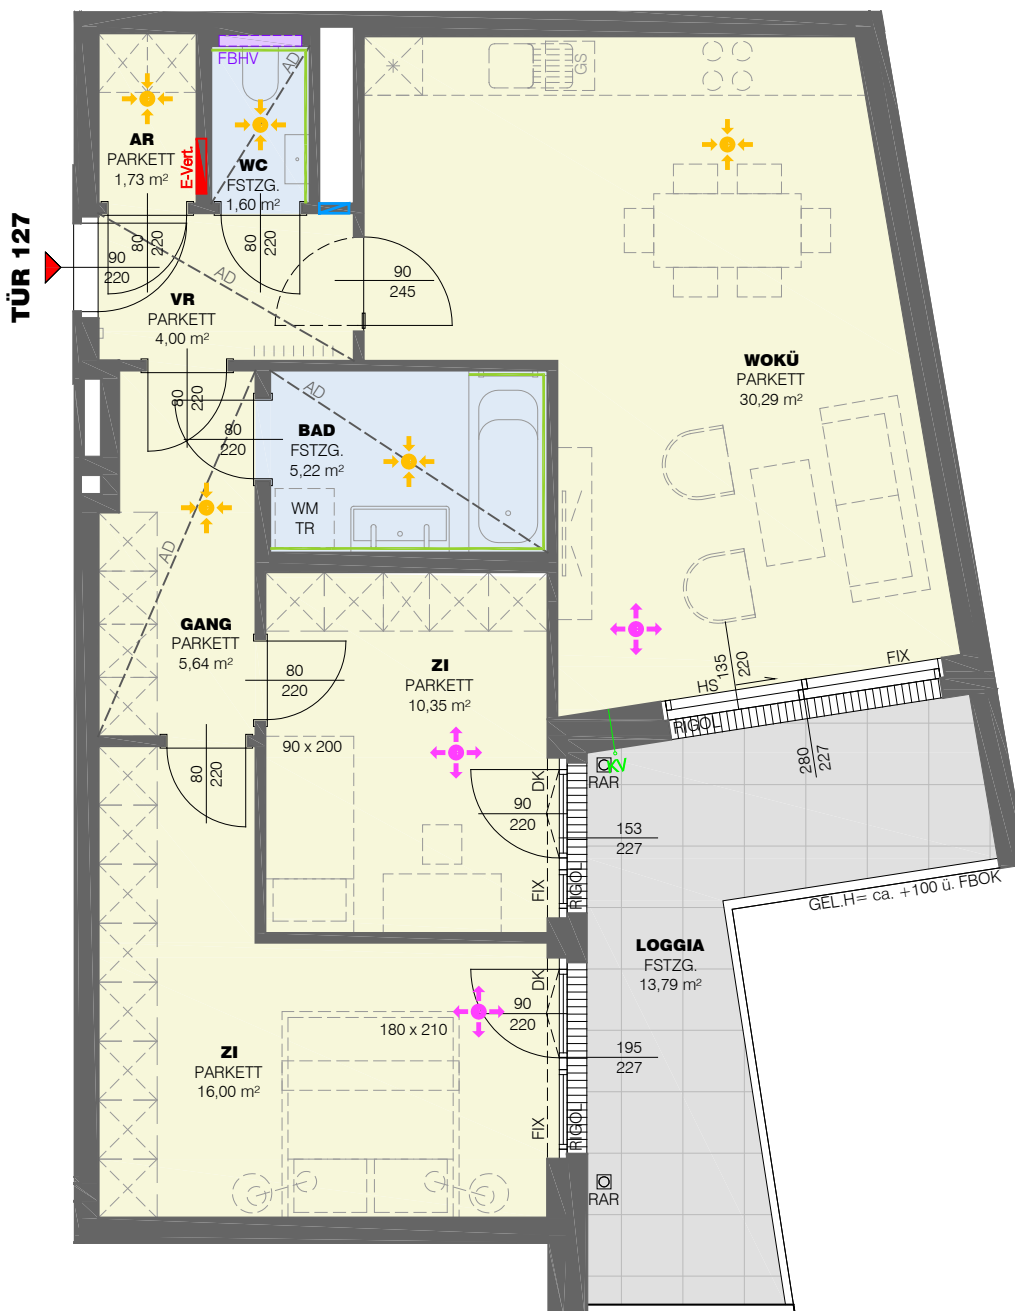 FBHV
AD
GS
AR
PARKETT
1,73 m²
E-Vert.
WC
FSTZG.
1,60 m²
TÜR 127
80
220
90
220
80
220
AD
90
245
VR
PARKETT
4,00 m²
WOKÜ
PARKETT
30,29 m²
80
220
AD
80
220
BAD
FSTZG.
5,22 m²
WM
TR
AD
GANG
PARKETT
5,64 m²
80
220
ZI
PARKETT
10,35 m²
135
220
HS
FIX
RIGOL
90 x 200
80
220
KV
RAR
280
227
DK
90
220
153
227
FIX
RIGOL
GEL.H= ca. +100 ü. FBOK
LOGGIA
FSTZG.
13,79 m²
DK
90
220
180 x 210
195
227
ZI
PARKETT
16,00 m²
FIX
RIGOL
RAR